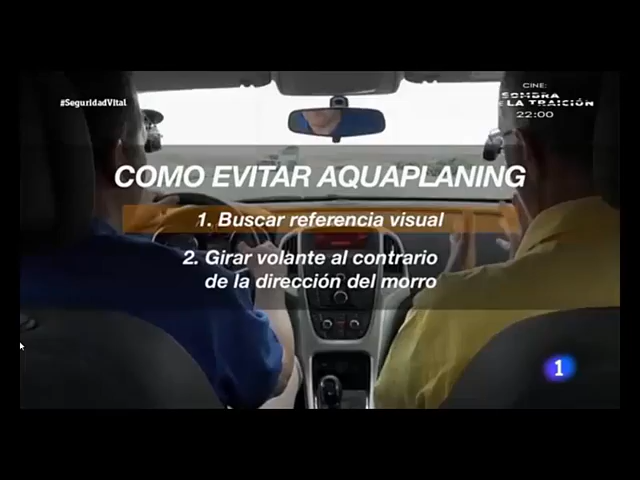 #SeguridadVital
CINE:
SOMBRA
E LA TRAICIÓN
22:00
COMO EVITAR AQUAPLANING
1. Buscar referencia visual
2. Girar volante al contrario
de la dirección del morro
1